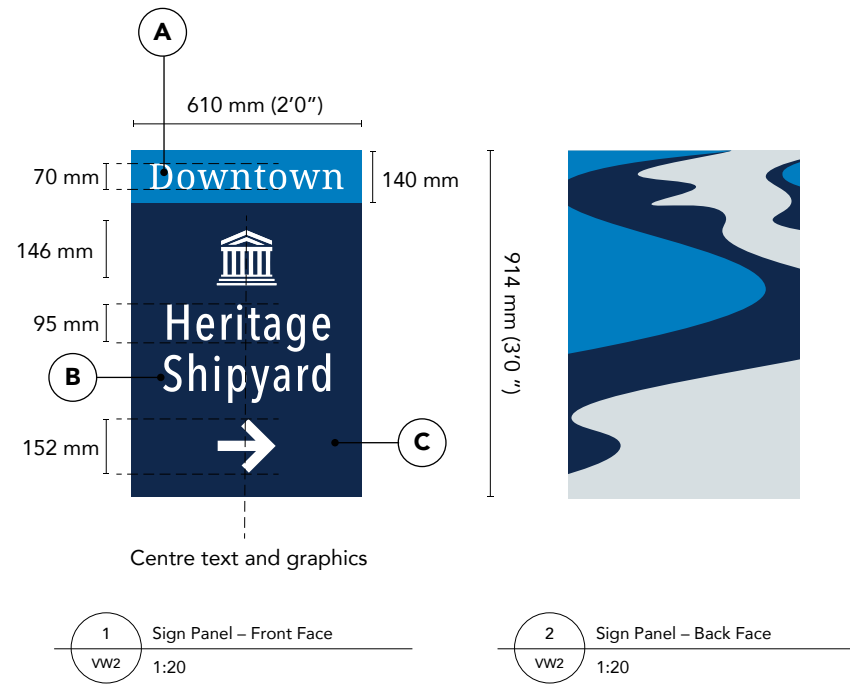 A
610 mm (2’0”)
70 mm
Downtown
140 mm
146 mm
914 mm (3’0 ”)
95 mm
Heritage
Shipyard
B
152 mm
C
Centre text and graphics
1
Sign Panel – Front Face
VW2
1:20
2
Sign Panel – Back Face
VW2
1:20